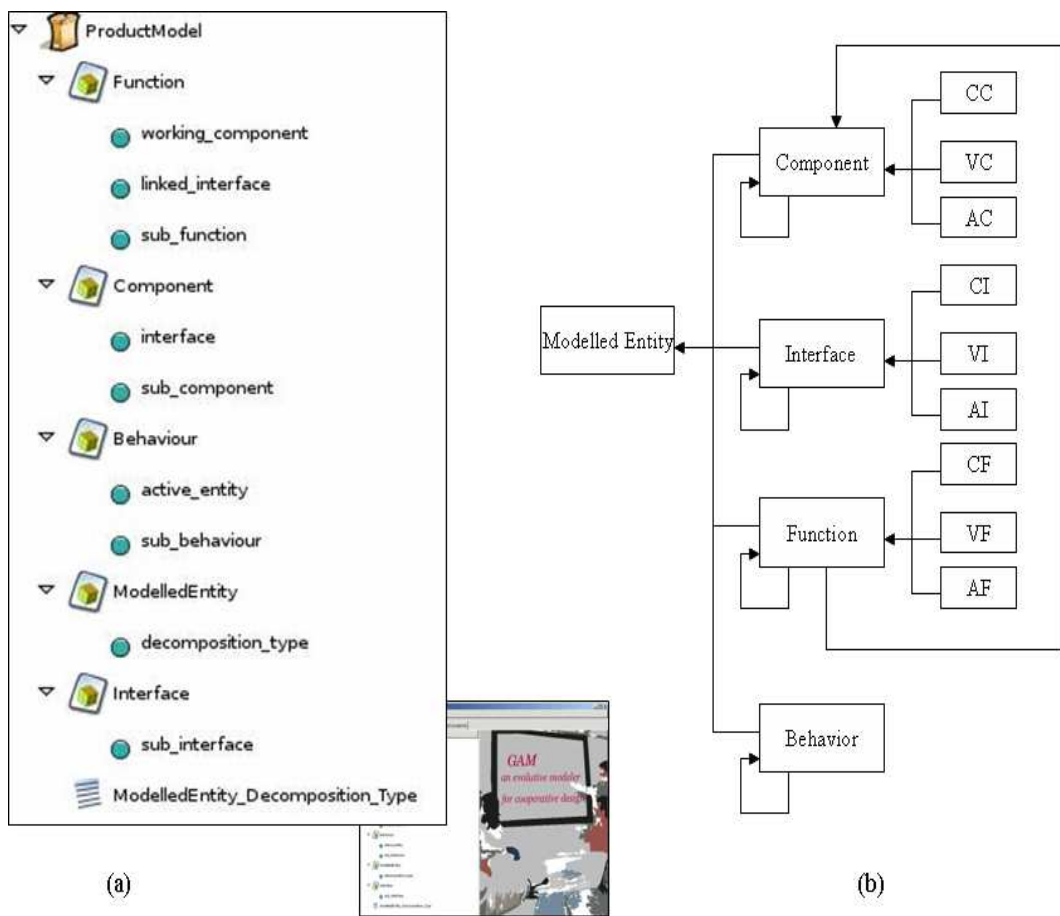 ProductModel
Function
working_component
linked_interface
sub_function
Component
interface
sub_component
Behaviour
active_entity
sub_behaviour
ModelledEntity
decomposition_type
Interface
sub_interface
ModelledEntity_Decomposition_Type
GAM
an evolutive modeler
for cooperative design
(a)
CC
Component
VC
AC
CI
Modelled Entity
Interface
VI
AI
CF
Function
VF
AF
Behavior
(b)